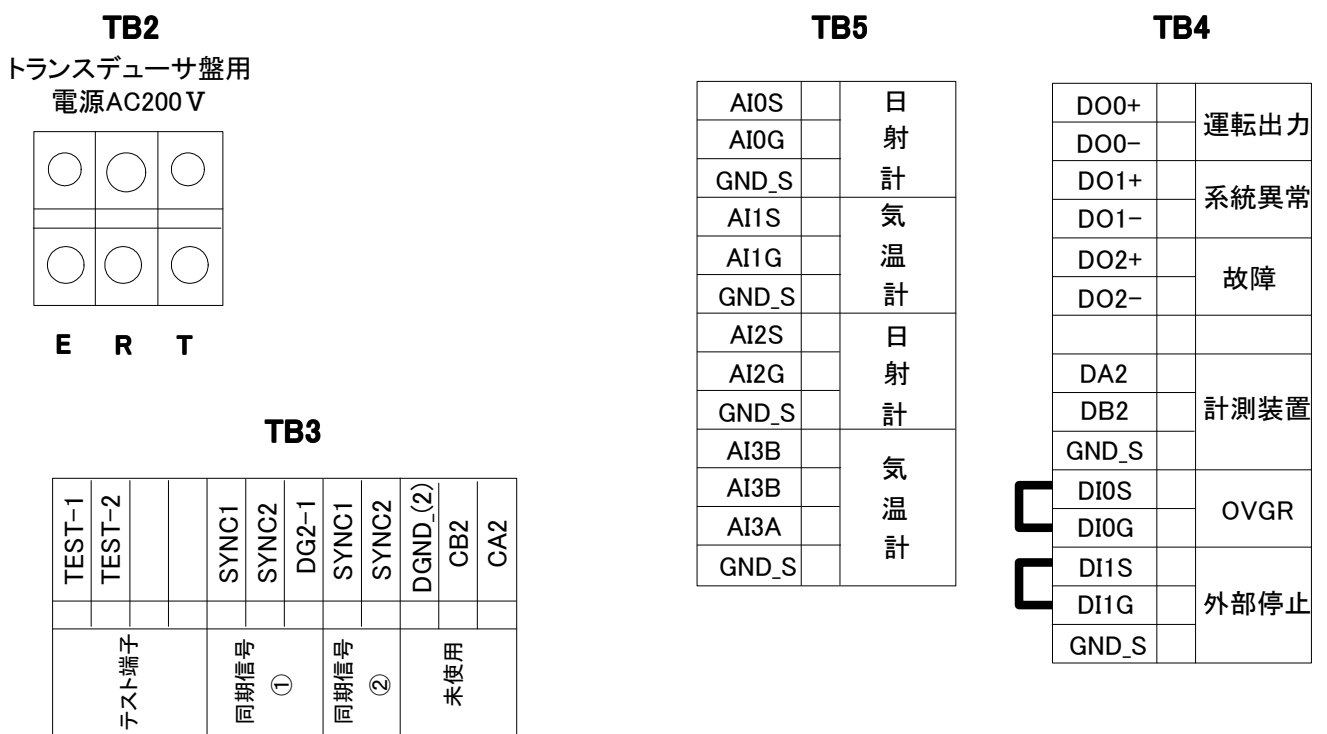 TB2
トランスデューサ盤用
電源AC200V
E R T
TB3
TEST-1
TEST-2
SYNC1
SYNC2
DG2-1
SYNC1
SYNC2
DGND_(2)
CB2
CA2
テスト端子
同期信号
①
同期信号
②
未使用
TB5
AI0S
AI0G
GND_S
日射計
AI1S
AI1G
GND_S
気温計
AI2S
AI2G
GND_S
日射計
AI3B
AI3B
AI3A
GND_S
気温計
TB4
DO0+
DO0-
運転出力
DO1+
DO1-
系統異常
DO2+
DO2-
故障
DA2
DB2
GND_S
計測装置
DI0S
DI0G
OVGR
DI1S
DI1G
GND_S
外部停止